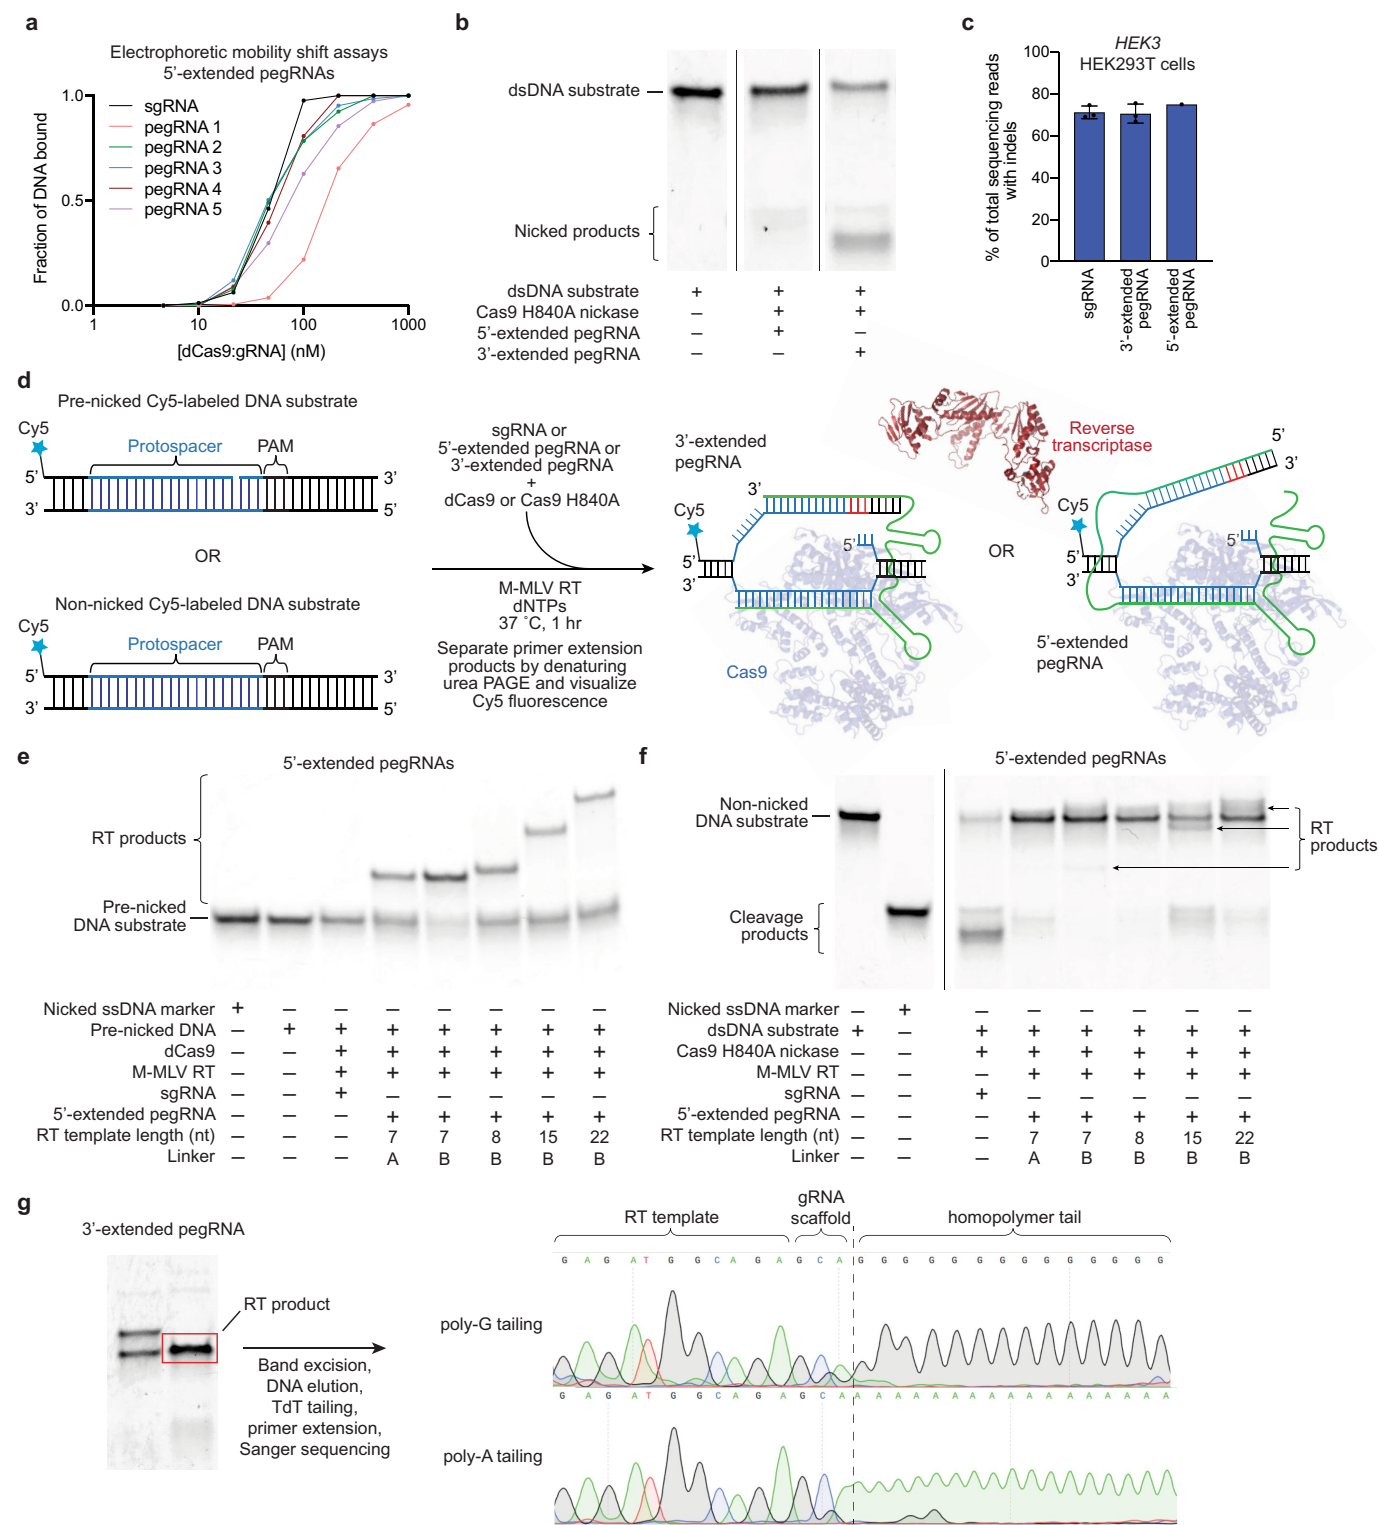 a
Electrophoretic mobility shift assays
5’-extended pegRNAs
Fraction of DNA bound
1.0
0.5
0.0
sgRNA
pegRNA 1
pegRNA 2
pegRNA 3
pegRNA 4
pegRNA 5
1 10 100 1000
[dCas9:gRNA] (nM)
b
dsDNA substrate
Nicked products
dsDNA substrate + + +
Cas9 H840A nickase – + +
5’-extended pegRNA – + –
3’-extended pegRNA – – +
c
HEK3
HEK293T cells
% of total sequencing reads
with indels
100
80
60
40
20
0
sgRNA
3’-extended
pegRNA
5’-extended
pegRNA
d
Pre-nicked Cy5-labeled DNA substrate
Cy5
Protospacer PAM
5’ 3’
3’ 5’
OR
Non-nicked Cy5-labeled DNA substrate
Cy5
Protospacer PAM
5’ 3’
3’ 5’
sgRNA or
5’-extended pegRNA or
3’-extended pegRNA
+
dCas9 or Cas9 H840A
M-MLV RT
dNTPs
37 ˚C, 1 hr
Separate primer extension
products by denaturing
urea PAGE and visualize
Cy5 fluorescence
3’-extended
pegRNA
3’
Cy5
5’
5’
3’
Cas9
Reverse
transcriptase
OR
5’
3’
Cy5
5’
5’
3’
5’-extended
pegRNA
e
5’-extended pegRNAs
RT products
Pre-nicked
DNA substrate
Nicked ssDNA marker + – – – – – – –
Pre-nicked DNA – + + + + + + +
dCas9 – – + + + + + +
M-MLV RT – – + + + + + +
sgRNA – – + – – – – –
5’-extended pegRNA – – – + + + + +
RT template length (nt) – – – 7 7 8 15 22
Linker – – – A B B B B
f
5’-extended pegRNAs
Non-nicked
DNA substrate
Cleavage
products
RT
products
Nicked ssDNA marker – + – – – – – –
dsDNA substrate + – + + + + + +
Cas9 H840A nickase – – + + + + + +
M-MLV RT – – – + + + + +
sgRNA – – + – – – – –
5’-extended pegRNA – – – + + + + +
RT template length (nt) – – – 7 7 8 15 22
Linker – – – A B B B B
g
3’-extended pegRNA
RT product
Band excision,
DNA elution,
TdT tailing,
primer extension,
Sanger sequencing
RT template
gRNA
scaffold
homopolymer tail
G A G A T G G C A G A G C A G G G G G G G G G G G G G G
poly-G tailing
G A G A T G G C A G A G C A A A A A A A A A A A A A A A
poly-A tailing